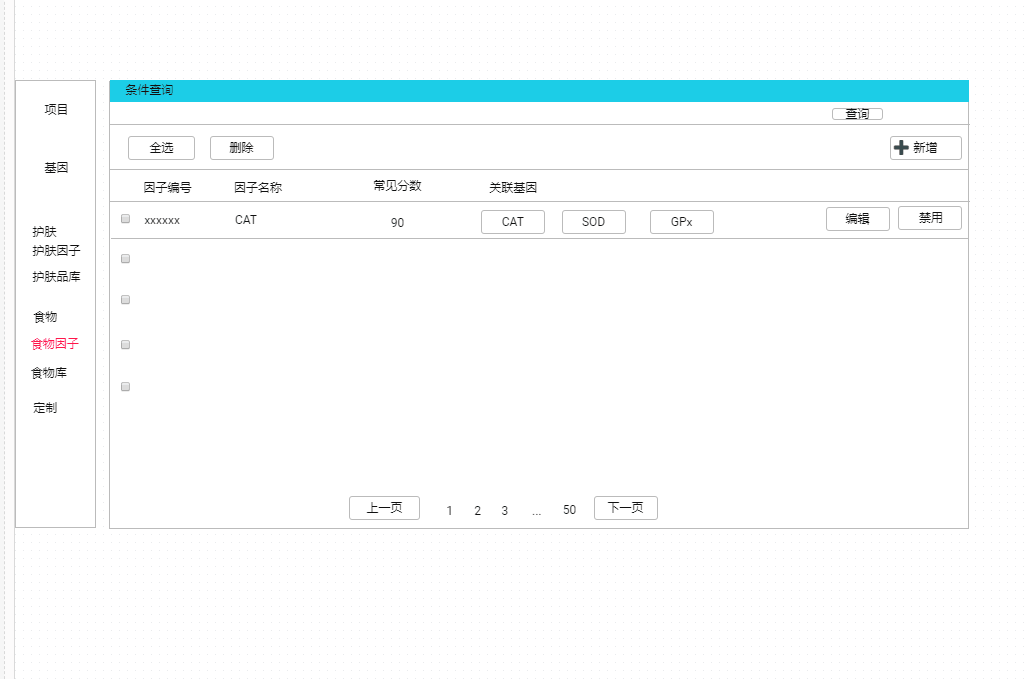 项目
基因
护肤
护肤因子
护肤品库
食物
食物因子
食物库
定制
条件查询
查询
全选 删除 新增
因子编号 因子名称 常见分数 关联基因
xxxxxx CAT 90 CAT SOD GPx 编辑 禁用
上一页 1 2 3 ... 50 下一页